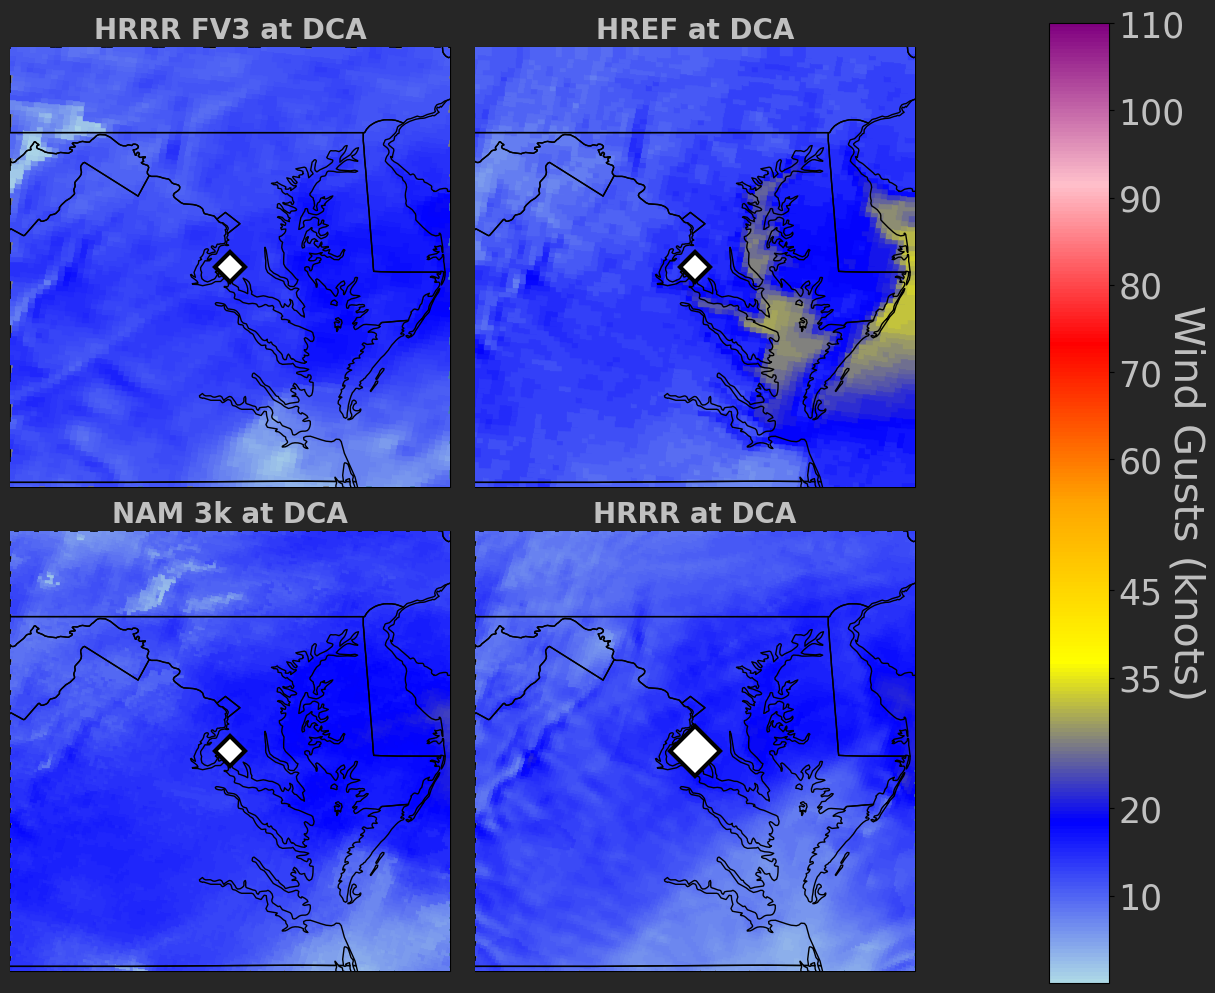 HRRR FV3 at DCA
HREF at DCA
NAM 3k at DCA
HRRR at DCA
110
100
90
80
70
60
45
35
20
10
Wind Gusts (knots)